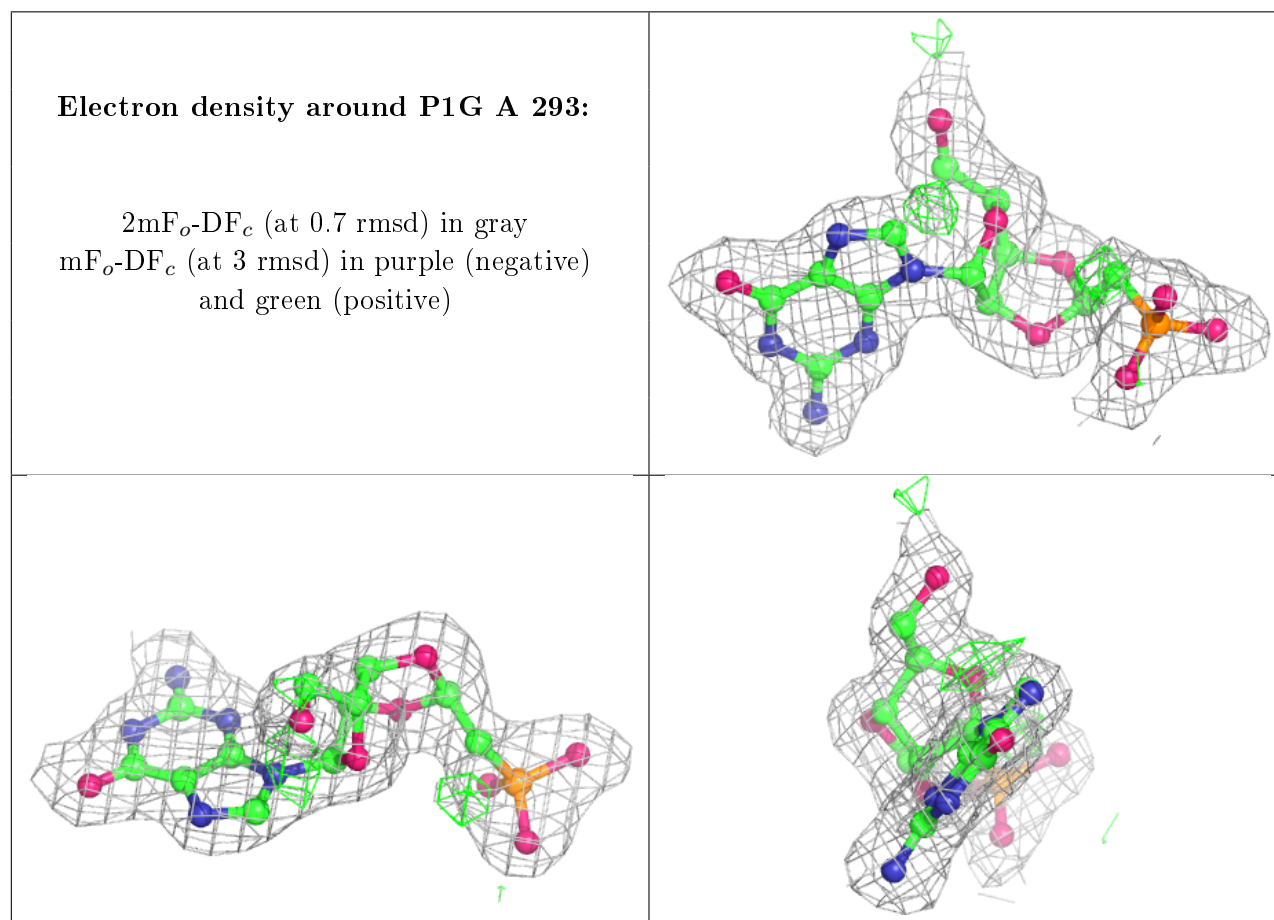 Electron density around P1G A 293:
2mFo-DFc (at 0.7 rmsd) in gray
mFo-DFc (at 3 rmsd) in purple (negative)
and green (positive)